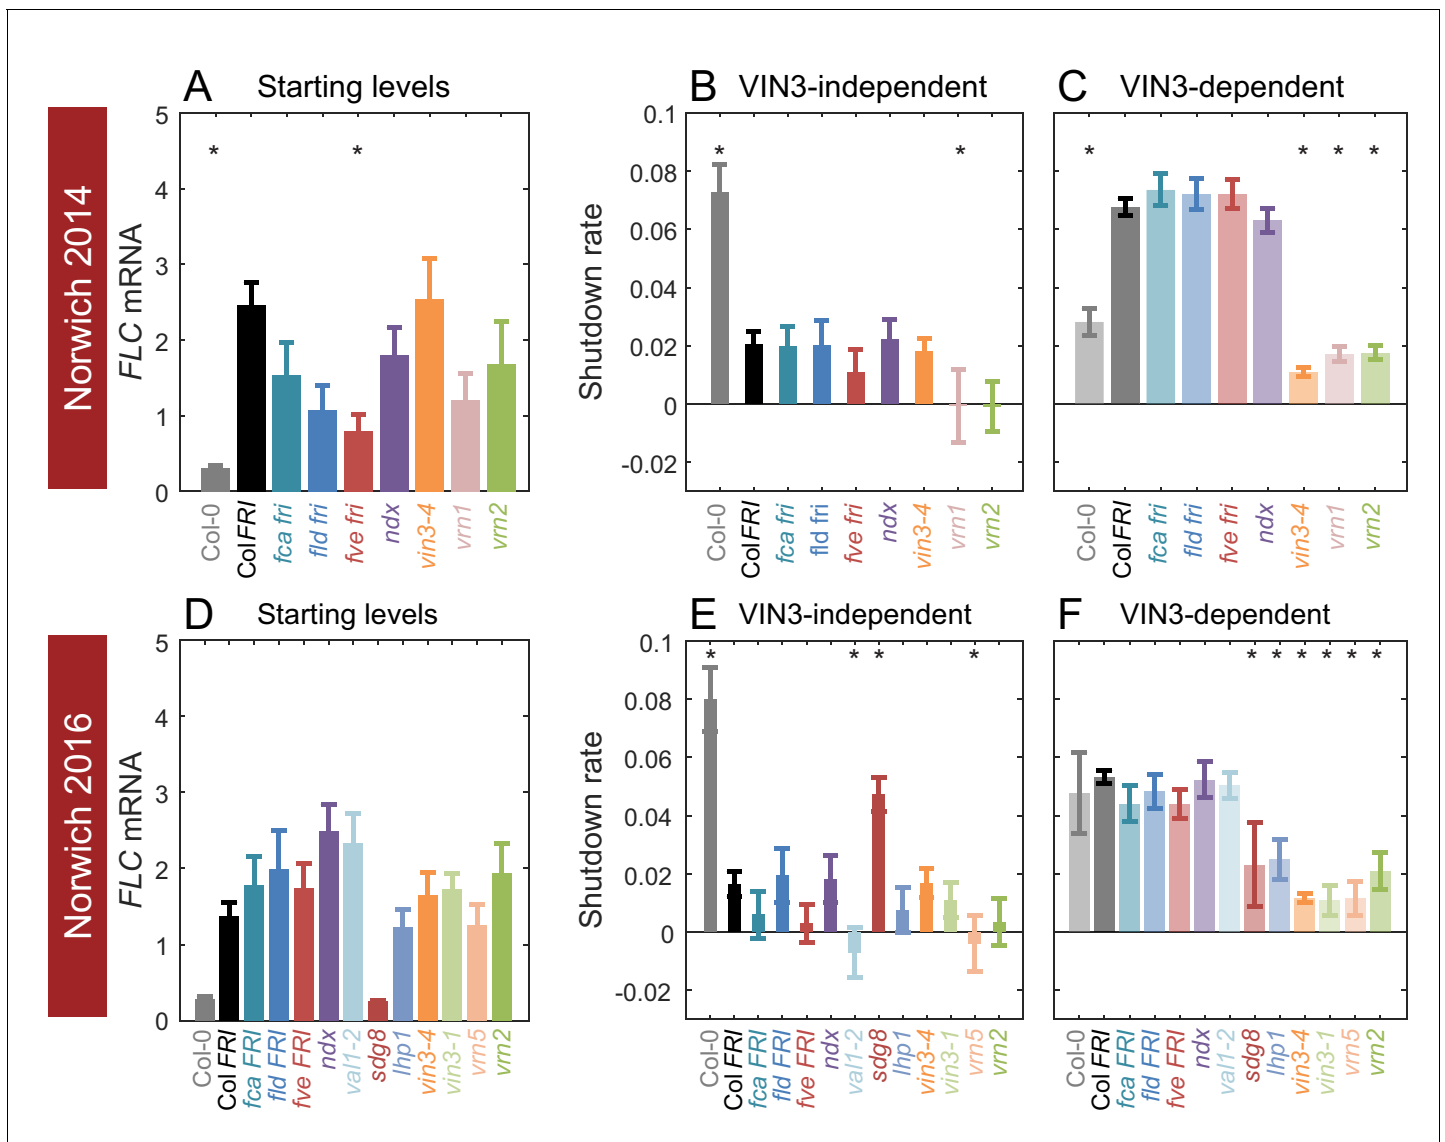 Norwich 2014
A Starting levels
FLC mRNA
5
4
3
2
1
0
* *
Col-0 ColFRI fca fri fld fri fve fri ndx vin3-4 vrn1 vrn2
B VIN3-independent
Shutdown rate
0.1
0.08
0.06
0.04
0.02
0
-0.02
* *
Col-0 ColFRI fca fri fld fri fve fri ndx vin3-4 vrn1 vrn2
C VIN3-dependent
* * * *
Col-0 ColFRI fca fri fld fri fve fri ndx vin3-4 vrn1 vrn2
Norwich 2016
D Starting levels
FLC mRNA
5
4
3
2
1
0
Col-0 Col FRI fca FRI fld FRI fve FRI ndx val1-2 sdg8 lhp1 vin3-4 vin3-1 vrn5 vrn2
E VIN3-independent
Shutdown rate
0.1
0.08
0.06
0.04
0.02
0
-0.02
* * * *
Col-0 Col FRI fca FRI fld FRI fve FRI ndx val1-2 sdg8 lhp1 vin3-4 vin3-1 vrn5 vrn2
F VIN3-dependent
* * * * * *
Col-0 Col FRI fca FRI fld FRI fve FRI ndx val1-2 sdg8 lhp1 vin3-4 vin3-1 vrn5 vrn2